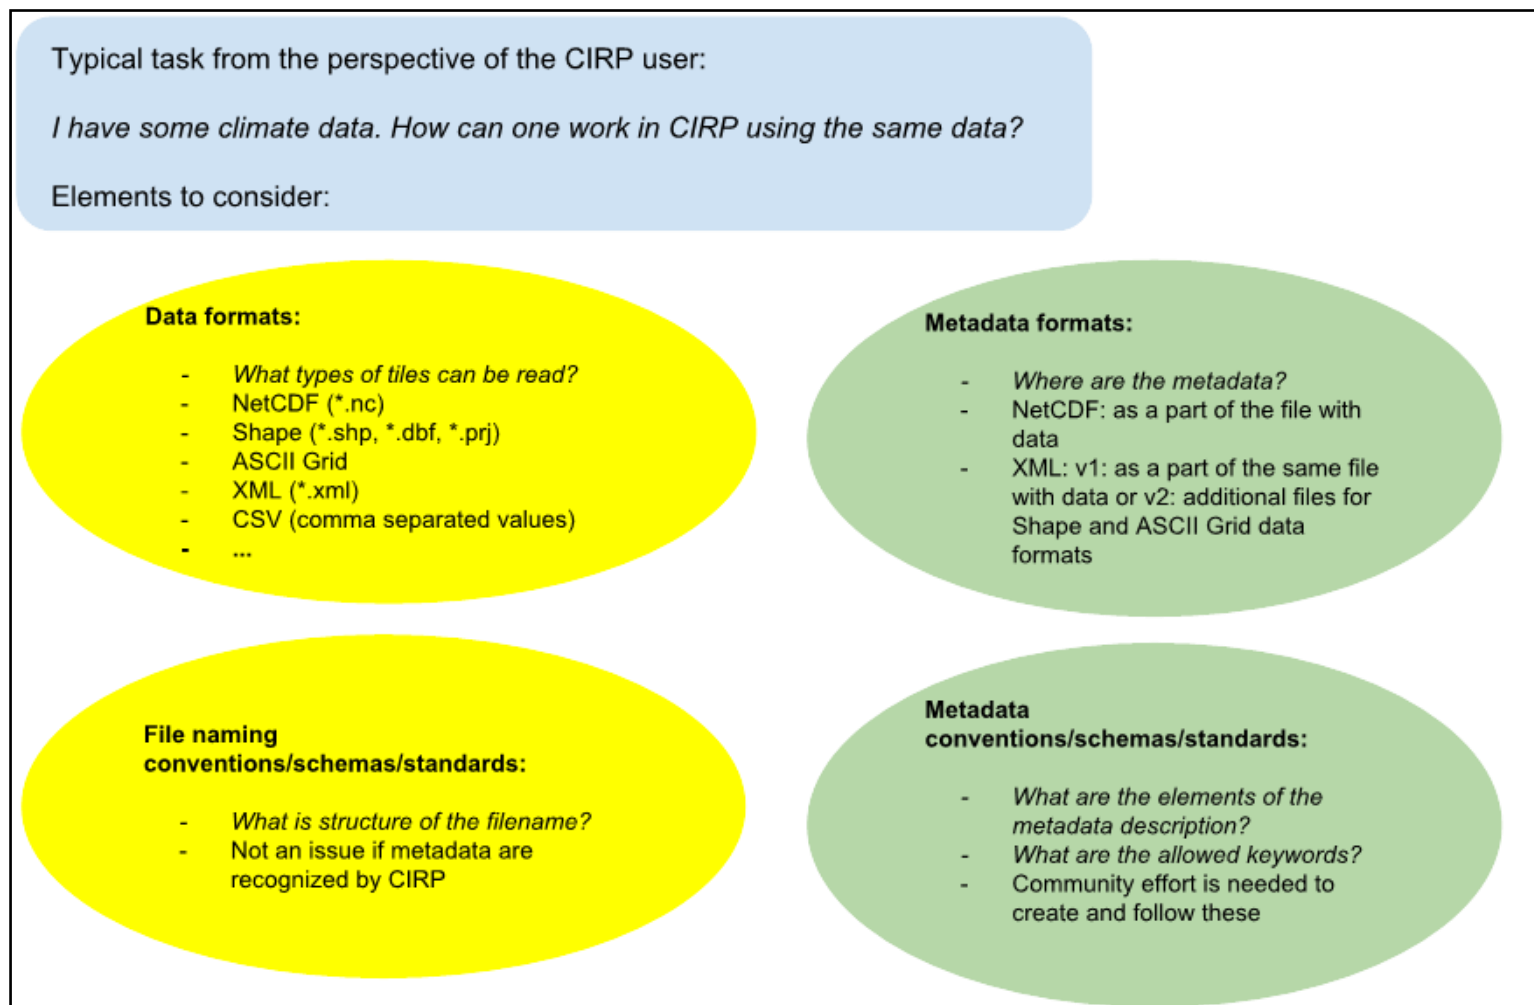 Typical task from the perspective of the CIRP user:
I have some climate data. How can one work in CIRP using the same data?
Elements to consider:
Data formats:
- What types of tiles can be read?
- NetCDF (*.nc)
- Shape (*.shp, *.dbf, *.prj)
- ASCII Grid
- XML (*.xml)
- CSV (comma separated values)
- ...
Metadata formats:
- Where are the metadata?
- NetCDF: as a part of the file with
data
- XML: v1: as a part of the same file
with data or v2: additional files for
Shape and ASCII Grid data
formats
File naming
conventions/schemas/standards:
- What is structure of the filename?
- Not an issue if metadata are
recognized by CIRP
Metadata
conventions/schemas/standards:
- What are the elements of the
metadata description?
- What are the allowed keywords?
- Community effort is needed to
create and follow these